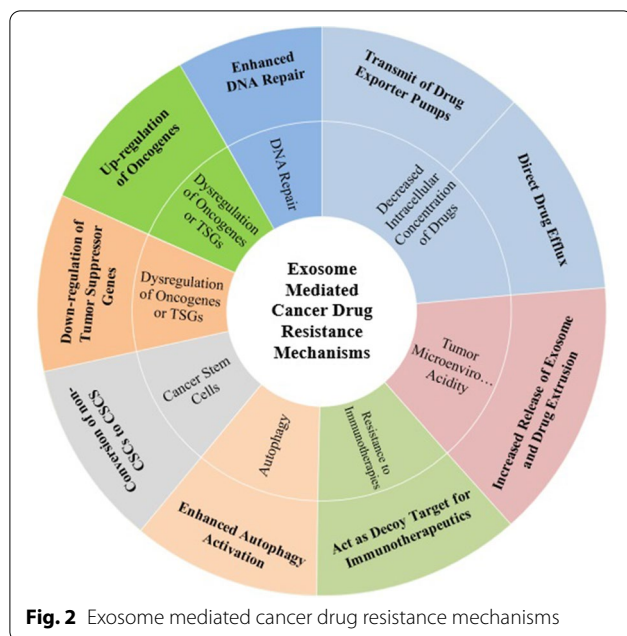 Exosome
Mediated
Cancer Drug
Resistance
Mechanisms
Transmit of Drug
Exporter Pumps
Direct Drug Efflux
Decreased
Intracellular
Concentration
of Drugs
Increased Release of Exosome
and Drug Extrusion
Tumor
Microenviro...
Acidity
Act as Decoy Target for
Immunotherapeutics
Resistance to
Immunotherapies
Enhanced Autophagy
Activation
Autophagy
Conversion of non-
CSCs to CSCS
Cancer Stem
Cells
Down-regulation of
Tumor Suppressor
Genes
Dysregulation
of Oncogenes
or TSGs
Up-regulation
of Oncogenes
Dysregulation
of Oncogenes
or TSGs
Enhanced
DNA Repair
DNA Repair
Fig. 2 Exosome mediated cancer drug resistance mechanisms